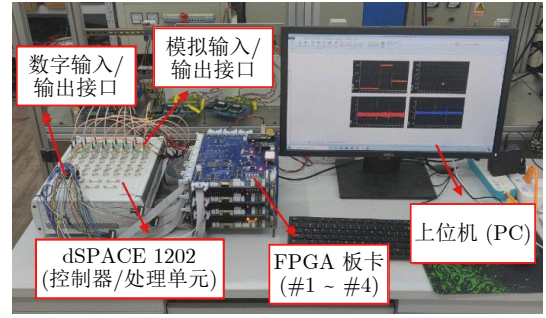 数字输入/
输出接口
模拟输入/
输出接口
dSPACE 1202
(控制器/处理单元)
FPGA 板卡
(#1 ~ #4)
上位机 (PC)